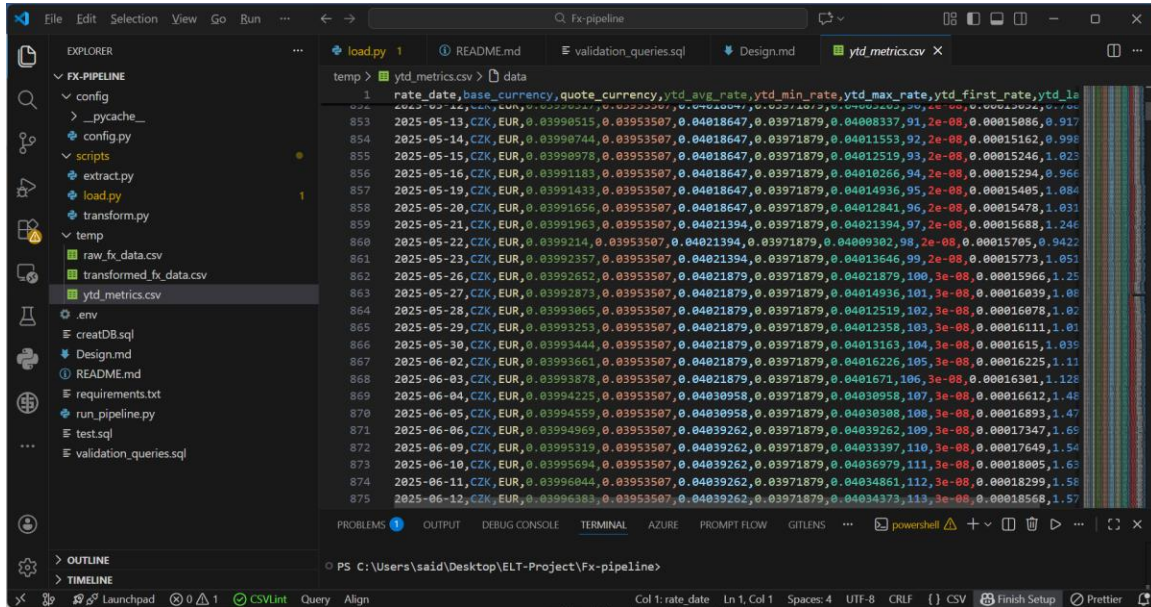 File Edit Selection View Go Run ... Fx-pipeline
EXPLORER ...
FX-PIPELINE
config
__pycache__
config.py
scripts
extract.py
load.py 1
transform.py
temp
raw_fx_data.csv
transformed_fx_data.csv
ytd_metrics.csv
.env
creatDB.sql
Design.md
README.md
requirements.txt
run_pipeline.py
test.sql
validation_queries.sql
OUTLINE
TIMELINE
load.py 1 README.md validation_queries.sql Design.md ytd_metrics.csv
temp > ytd_metrics.csv > data
1 rate_date,base_currency,quote_currency,ytd_avg_rate,ytd_min_rate,ytd_max_rate,ytd_first_rate,ytd_la
853 2025-05-13,CZK,EUR,0.03990515,0.03953507,0.04018647,0.03971879,0.04008337,91,2e-08,0.00015086,0.917
854 2025-05-14,CZK,EUR,0.03990744,0.03953507,0.04018647,0.03971879,0.04011553,92,2e-08,0.00015162,0.998
855 2025-05-15,CZK,EUR,0.03990978,0.03953507,0.04018647,0.03971879,0.04012519,93,2e-08,0.00015246,1.023
856 2025-05-16,CZK,EUR,0.03991183,0.03953507,0.04018647,0.03971879,0.04010266,94,2e-08,0.00015294,0.966
857 2025-05-19,CZK,EUR,0.03991433,0.03953507,0.04018647,0.03971879,0.04014936,95,2e-08,0.00015405,1.084
858 2025-05-20,CZK,EUR,0.03991656,0.03953507,0.04018647,0.03971879,0.04012841,96,2e-08,0.00015478,1.031
859 2025-05-21,CZK,EUR,0.03991963,0.03953507,0.04021394,0.03971879,0.04021394,97,2e-08,0.00015688,1.246
860 2025-05-22,CZK,EUR,0.0399214,0.03953507,0.04021394,0.03971879,0.04009302,98,2e-08,0.00015705,0.9422
861 2025-05-23,CZK,EUR,0.03992357,0.03953507,0.04021394,0.03971879,0.04013646,99,2e-08,0.00015773,1.051
862 2025-05-26,CZK,EUR,0.03992652,0.03953507,0.04021879,0.03971879,0.04021879,100,3e-08,0.00015966,1.25
863 2025-05-27,CZK,EUR,0.03992873,0.03953507,0.04021879,0.03971879,0.04014936,101,3e-08,0.00016039,1.08
864 2025-05-28,CZK,EUR,0.03993065,0.03953507,0.04021879,0.03971879,0.04012519,102,3e-08,0.00016078,1.02
865 2025-05-29,CZK,EUR,0.03993253,0.03953507,0.04021879,0.03971879,0.04012358,103,3e-08,0.00016111,1.01
866 2025-05-30,CZK,EUR,0.03993444,0.03953507,0.04021879,0.03971879,0.04013163,104,3e-08,0.0001615,1.039
867 2025-06-02,CZK,EUR,0.03993661,0.03953507,0.04021879,0.03971879,0.04016226,105,3e-08,0.00016225,1.11
868 2025-06-03,CZK,EUR,0.03993878,0.03953507,0.04021879,0.03971879,0.0401671,106,3e-08,0.00016301,1.128
869 2025-06-04,CZK,EUR,0.03994225,0.03953507,0.04030958,0.03971879,0.04030958,107,3e-08,0.00016612,1.48
870 2025-06-05,CZK,EUR,0.03994559,0.03953507,0.04030958,0.03971879,0.04030308,108,3e-08,0.00016893,1.47
871 2025-06-06,CZK,EUR,0.03994969,0.03953507,0.04039262,0.03971879,0.04039262,109,3e-08,0.00017347,1.69
872 2025-06-09,CZK,EUR,0.03995319,0.03953507,0.04039262,0.03971879,0.04033397,110,3e-08,0.00017649,1.54
873 2025-06-10,CZK,EUR,0.03995694,0.03953507,0.04039262,0.03971879,0.04036979,111,3e-08,0.00018005,1.63
874 2025-06-11,CZK,EUR,0.03996044,0.03953507,0.04039262,0.03971879,0.04034861,112,3e-08,0.00018299,1.58
875 2025-06-12,CZK,EUR,0.03996383,0.03953507,0.04039262,0.03971879,0.04034373,113,3e-08,0.00018568,1.57
PROBLEMS 1 OUTPUT DEBUG CONSOLE TERMINAL AZURE PROMPT FLOW GITLENS ... powershell
PS C:\Users\said\Desktop\ELT-Project\Fx-pipeline>
Launchpad 0 1 CSVLint Query Align Col 1: rate_date Ln 1, Col 1 Spaces: 4 UTF-8 CRLF {} CSV Finish Setup Prettier